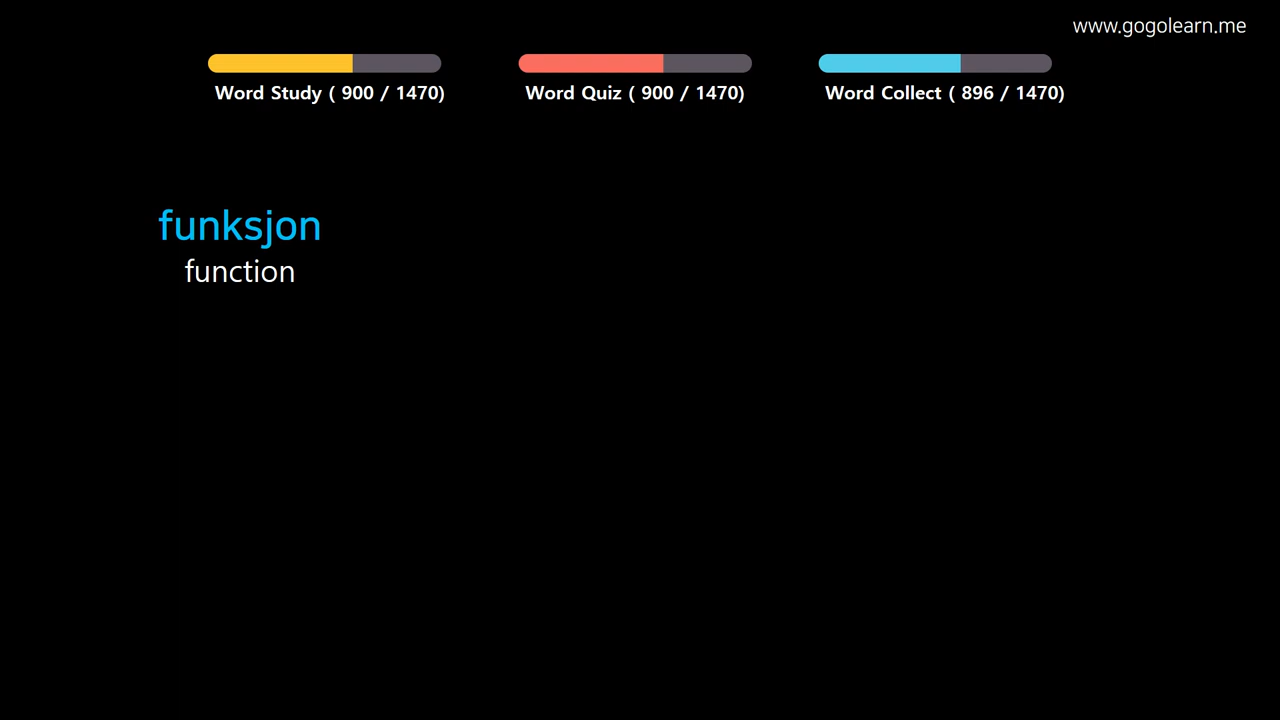 www.gogolearn.me
Word Study ( 900 / 1470)
Word Quiz ( 900 / 1470)
Word Collect ( 896 / 1470)
funksjon
function